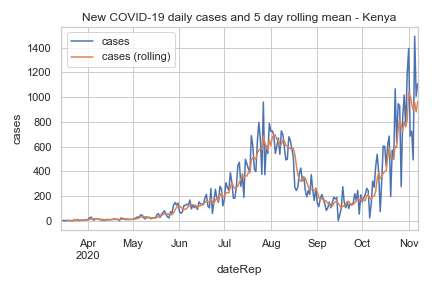 New COVID-19 daily cases and 5 day rolling mean - Kenya
cases
cases (rolling)
1400
1200
1000
800
600
400
200
0
cases
Apr
2020
May
Jun
Jul
Aug
Sep
Oct
Nov
dateRep